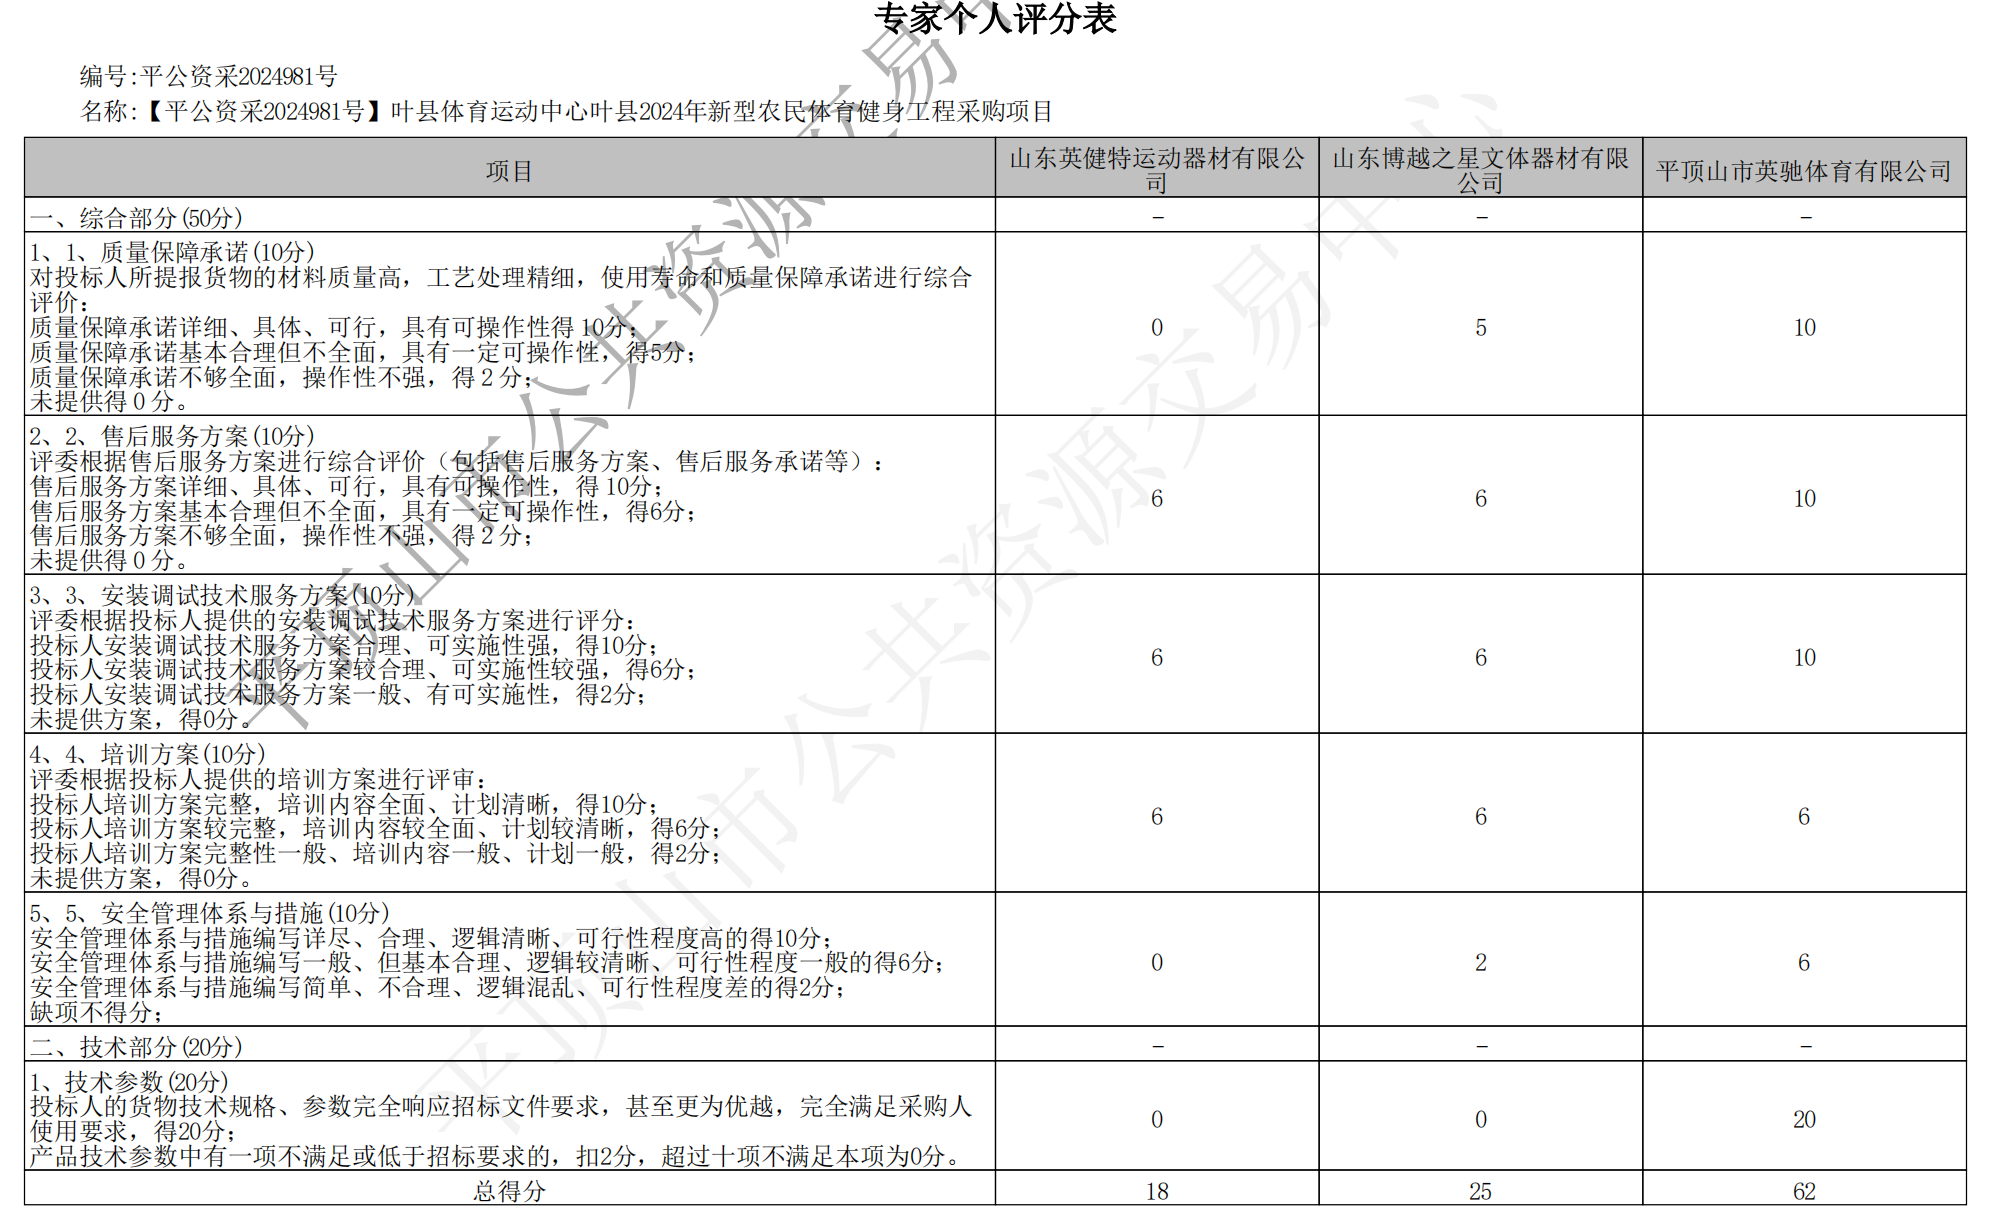 专家个人评分表
编号:平公资采2024981号
名称:【平公资采2024981号】叶县体育运动中心叶县2024年新型农民体育健身工程采购项目
项目
山东英健特运动器材有限公
司
山东博越之星文体器材有限
公司
平顶山市英驰体育有限公司
一、综合部分(50分)
-
-
-
1、1、质量保障承诺(10分)
对投标人所提报货物的材料质量高，工艺处理精细，使用寿命和质量保障承诺进行综合
评价：
质量保障承诺详细、具体、可行，具有可操作性得 10分；
质量保障承诺基本合理但不全面，具有一定可操作性，得5分；
质量保障承诺不够全面，操作性不强，得 2 分；
未提供得 0 分。
0
5
10
2、2、售后服务方案(10分)
评委根据售后服务方案进行综合评价（包括售后服务方案、售后服务承诺等）：
售后服务方案详细、具体、可行，具有可操作性，得 10分；
售后服务方案基本合理但不全面，具有一定可操作性，得6分；
售后服务方案不够全面，操作性不强，得 2 分；
未提供得 0 分。
6
6
10
3、3、安装调试技术服务方案(10分)
评委根据投标人提供的安装调试技术服务方案进行评分：
投标人安装调试技术服务方案合理、可实施性强，得10分；
投标人安装调试技术服务方案较合理、可实施性较强，得6分；
投标人安装调试技术服务方案一般、有可实施性，得2分；
未提供方案，得0分。
6
6
10
4、4、培训方案(10分)
评委根据投标人提供的培训方案进行评审：
投标人培训方案完整，培训内容全面、计划清晰，得10分；
投标人培训方案较完整，培训内容较全面、计划较清晰，得6分；
投标人培训方案完整性一般、培训内容一般、计划一般，得2分；
未提供方案，得0分。
6
6
6
5、5、安全管理体系与措施(10分)
安全管理体系与措施编写详尽、合理、逻辑清晰、可行性程度高的得10分；
安全管理体系与措施编写一般、但基本合理、逻辑较清晰、可行性程度一般的得6分；
安全管理体系与措施编写简单、不合理、逻辑混乱、可行性程度差的得2分；
缺项不得分；
0
2
6
二、技术部分(20分)
-
-
-
1、技术参数(20分)
投标人的货物技术规格、参数完全响应招标文件要求，甚至更为优越，完全满足采购人
使用要求，得20分；
产品技术参数中有一项不满足或低于招标要求的，扣2分，超过十项不满足本项为0分。
0
0
20
总得分
18
25
62
平顶山市公共资源交易中
平顶山市公共资源交易中心